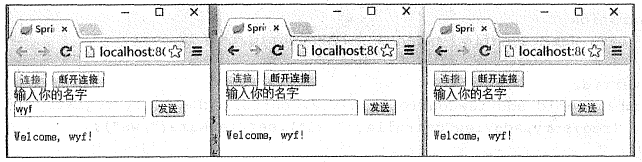 Spri × Spri × Spri ×
localhost:8( localhost:8( localhost:8(
连接 断开连接 连接 断开连接 连接 断开连接
输入你的名字 输入你的名字 输入你的名字
wyf 发送 发送 发送
Welcome, wyf! Welcome, wyf! Welcome, wyf!